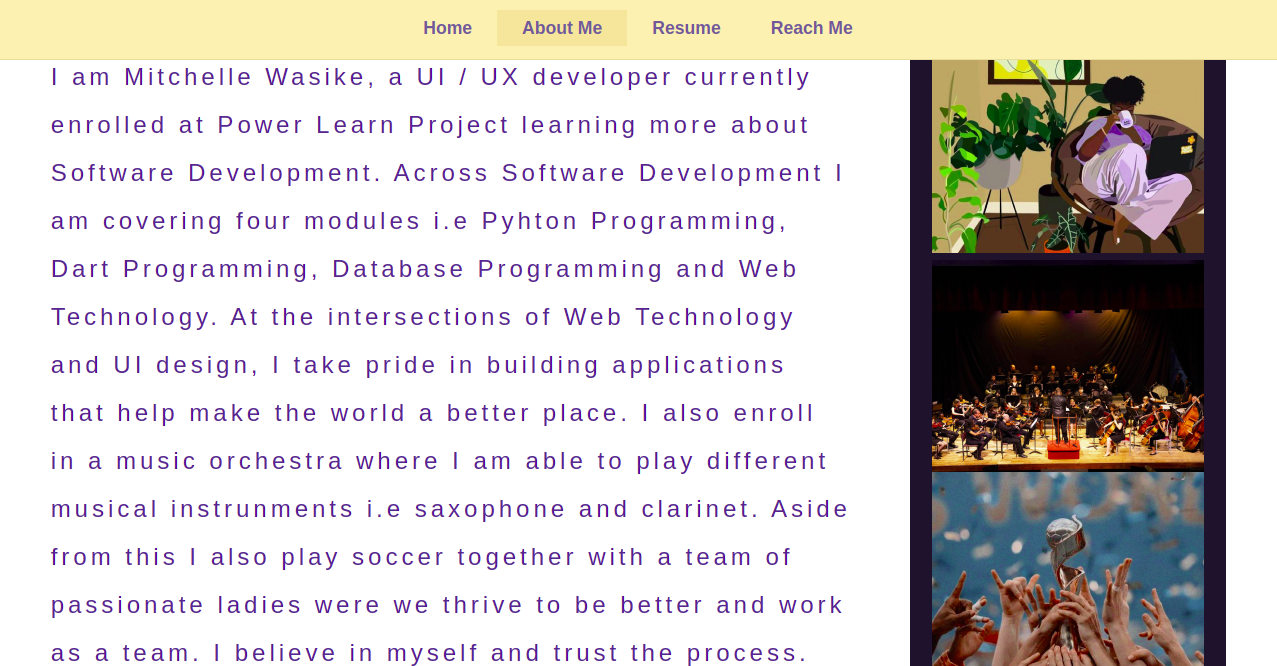 Home About Me Resume Reach Me
I am Mitchelle Wasike, a UI / UX developer currently
enrolled at Power Learn Project learning more about
Software Development. Across Software Development I
am covering four modules i.e Pyhton Programming,
Dart Programming, Database Programming and Web
Technology. At the intersections of Web Technology
and UI design, I take pride in building applications
that help make the world a better place. I also enroll
in a music orchestra where I am able to play different
musical instrunments i.e saxophone and clarinet. Aside
from this I also play soccer together with a team of
passionate ladies were we thrive to be better and work
as a team. I believe in myself and trust the process.